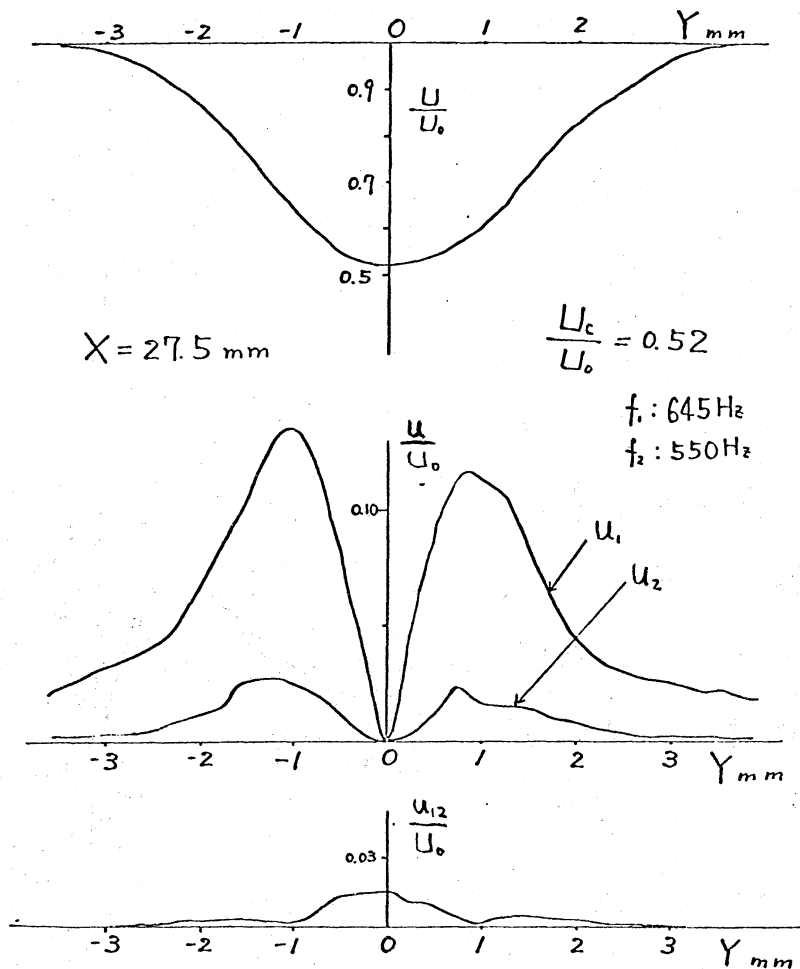 -3 -2 -1 0 1 2 Y mm
0.9
U/U₀
0.7
0.5
X = 27.5 mm
U꜀/U₀ = 0.52
f₁ : 645 Hz
f₂ : 550 Hz
u/U₀
0.10
u₁
u₂
-3 -2 -1 0 1 2 3 Y mm
u₁₂/U₀
0.03
-3 -2 -1 0 1 2 3 Y mm